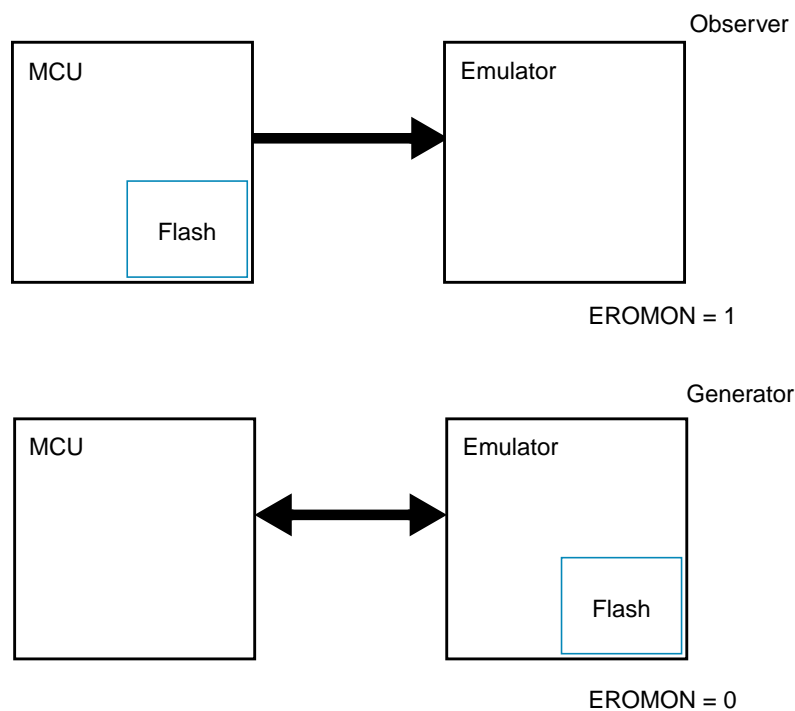 Observer
MCU
Emulator
Flash
EROMON = 1
Generator
MCU
Emulator
Flash
EROMON = 0